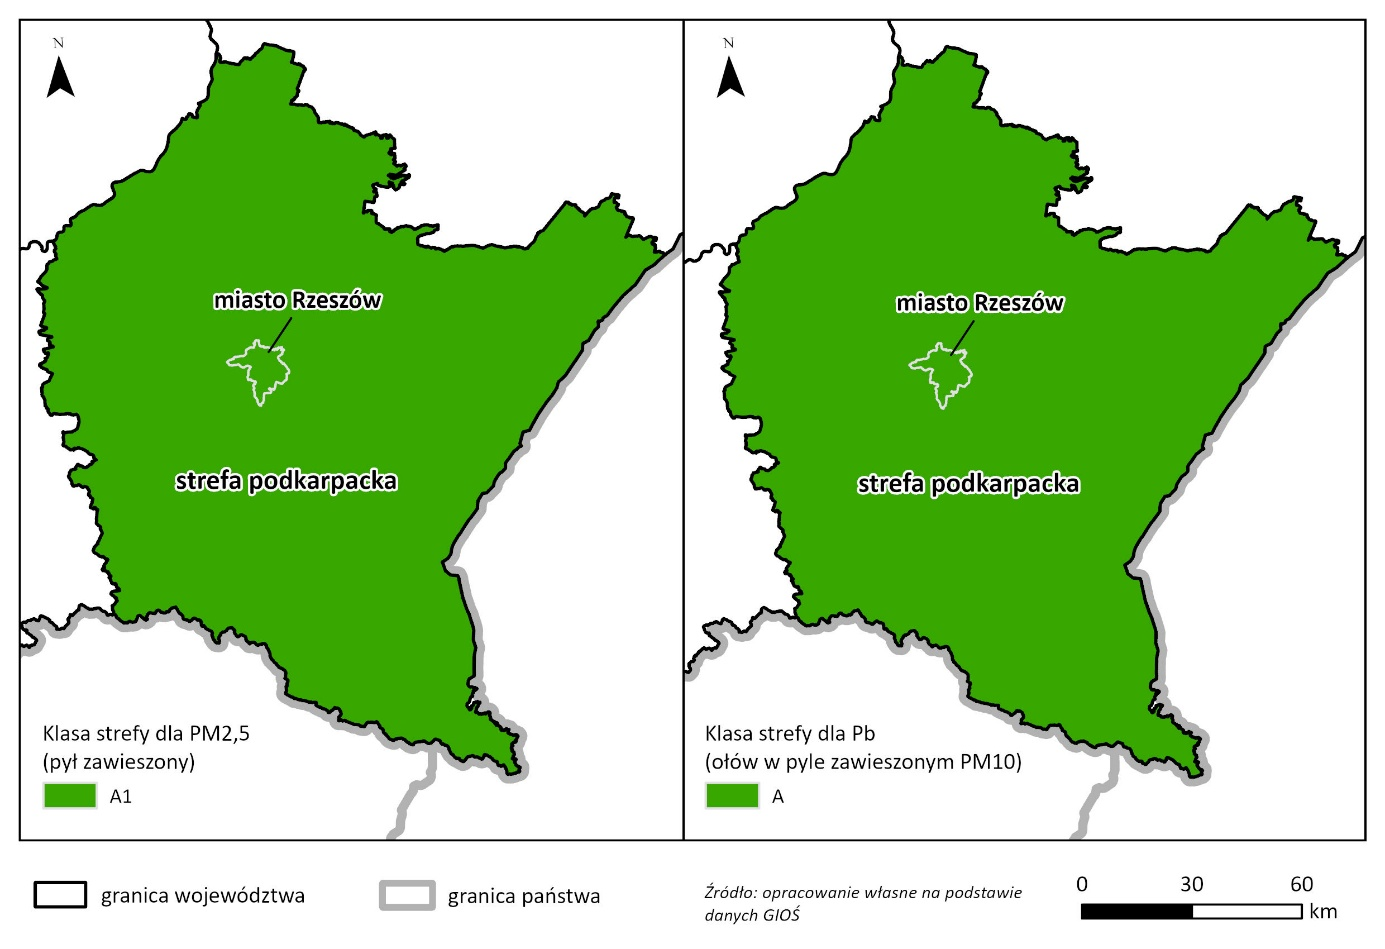 N
miasto Rzeszów
strefa podkarpacka
Klasa strefy dla PM2,5
(pył zawieszony)
A1
N
miasto Rzeszów
strefa podkarpacka
Klasa strefy dla Pb
(ołów w pyle zawieszonym PM10)
A
granica województwa
granica państwa
Źródło: opracowanie własne na podstawie
danych GIOŚ
0 30 60
km